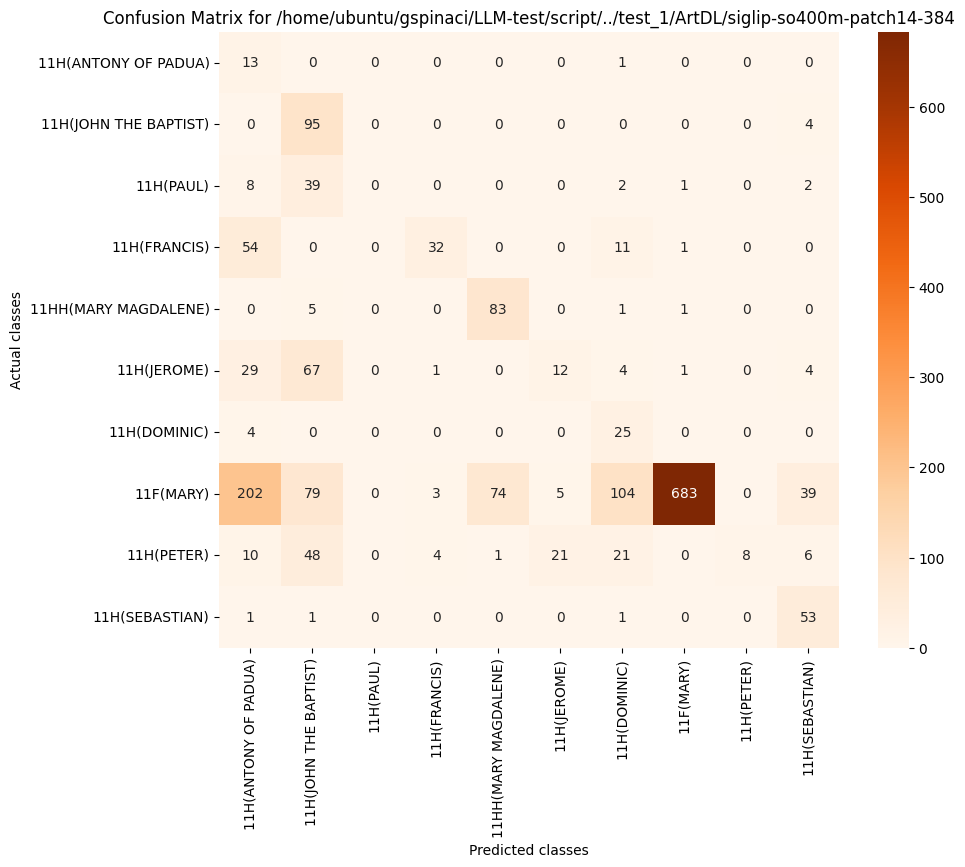 Confusion Matrix for /home/ubuntu/gspinaci/LLM-test/script/../test_1/ArtDL/siglip-so400m-patch14-384
Actual classes
11H(ANTONY OF PADUA) 13 0 0 0 0 0 1 0 0 0
11H(JOHN THE BAPTIST) 0 95 0 0 0 0 0 0 0 4
11H(PAUL) 8 39 0 0 0 0 2 1 0 2
11H(FRANCIS) 54 0 0 32 0 0 11 1 0 0
11HH(MARY MAGDALENE) 0 5 0 0 83 0 1 1 0 0
11H(JEROME) 29 67 0 1 0 12 4 1 0 4
11H(DOMINIC) 4 0 0 0 0 0 25 0 0 0
11F(MARY) 202 79 0 3 74 5 104 683 0 39
11H(PETER) 10 48 0 4 1 21 21 0 8 6
11H(SEBASTIAN) 1 1 0 0 0 0 1 0 0 53
11H(ANTONY OF PADUA)
11H(JOHN THE BAPTIST)
11H(PAUL)
11H(FRANCIS)
11HH(MARY MAGDALENE)
11H(JEROME)
11H(DOMINIC)
11F(MARY)
11H(PETER)
11H(SEBASTIAN)
Predicted classes
600
500
400
300
200
100
0